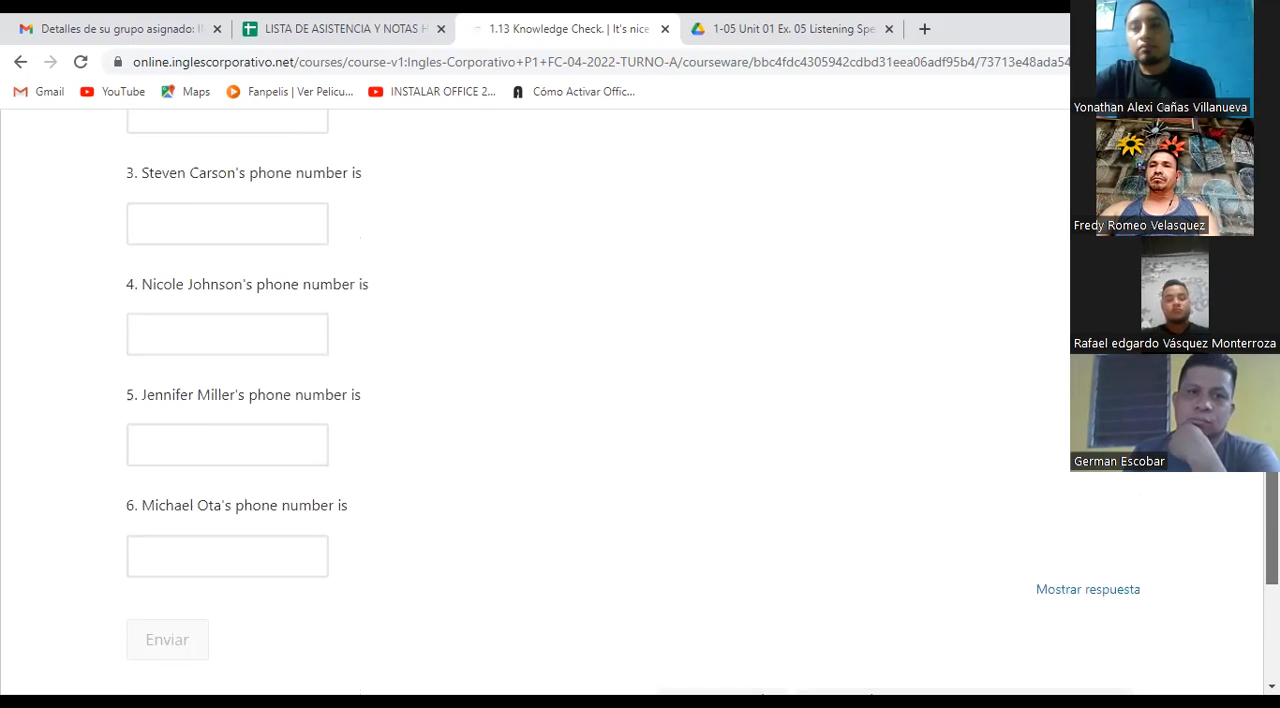 Detalles de su grupo asignado: I
LISTA DE ASISTENCIA Y NOTAS H
1.13 Knowledge Check. | It's nice
1-05 Unit 01 Ex. 05 Listening Spe
online.inglescorporativo.net/courses/course-v1:Ingles-Corporativo+P1+FC-04-2022-TURNO-A/courseware/bbc4fdc4305942cdbd31eea06adf95b4/73713e48ada54
Gmail
YouTube
Maps
Fanpelis | Ver Pelicu...
INSTALAR OFFICE 2...
Cómo Activar Offic...
3. Steven Carson's phone number is
4. Nicole Johnson's phone number is
5. Jennifer Miller's phone number is
6. Michael Ota's phone number is
Mostrar respuesta
Enviar
Yonathan Alexi Cañas Villanueva
Fredy Romeo Velasquez
Rafael edgardo Vásquez Monterroza
German Escobar